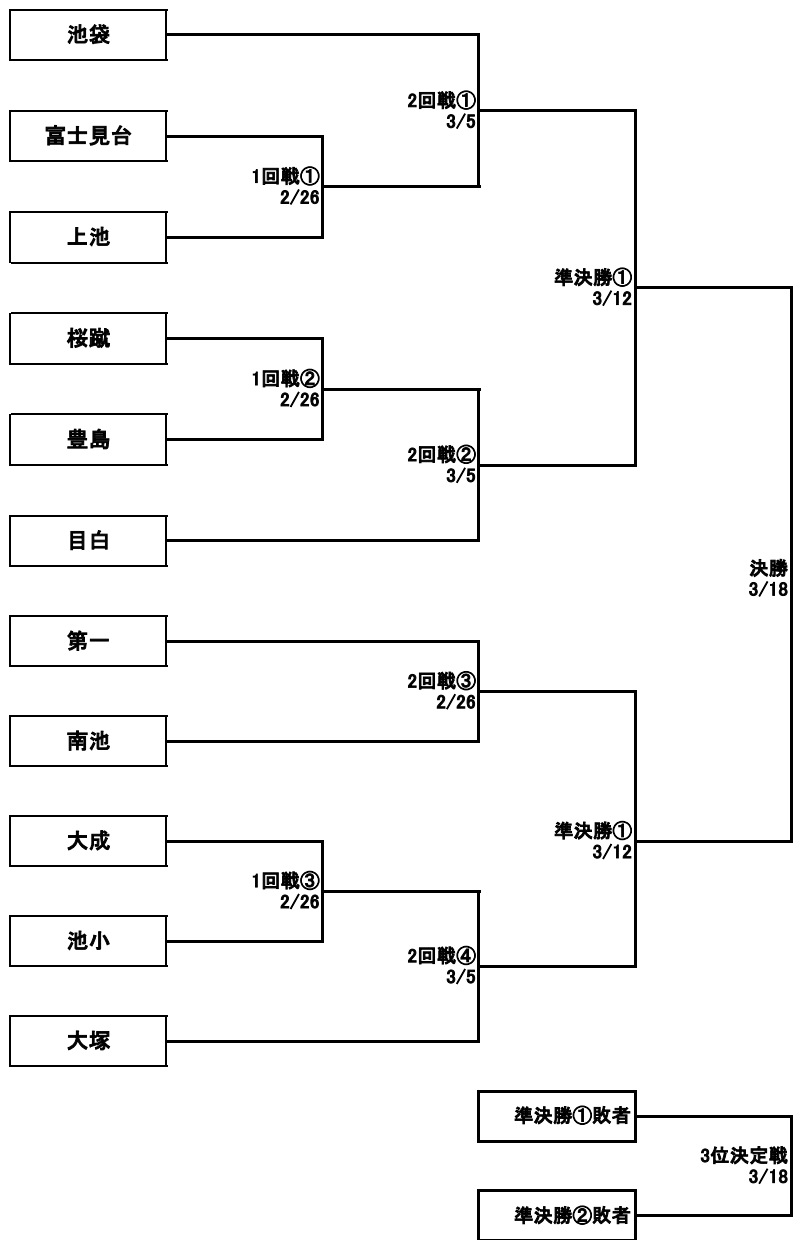 池袋
2回戦①
3/5
富士見台
1回戦①
2/26
上池
準決勝①
3/12
桜蹴
1回戦②
2/26
豊島
2回戦②
3/5
目白
決勝
3/18
第一
2回戦③
2/26
南池
大成
準決勝①
3/12
1回戦③
2/26
池小
2回戦④
3/5
大塚
準決勝①敗者
3位決定戦
3/18
準決勝②敗者